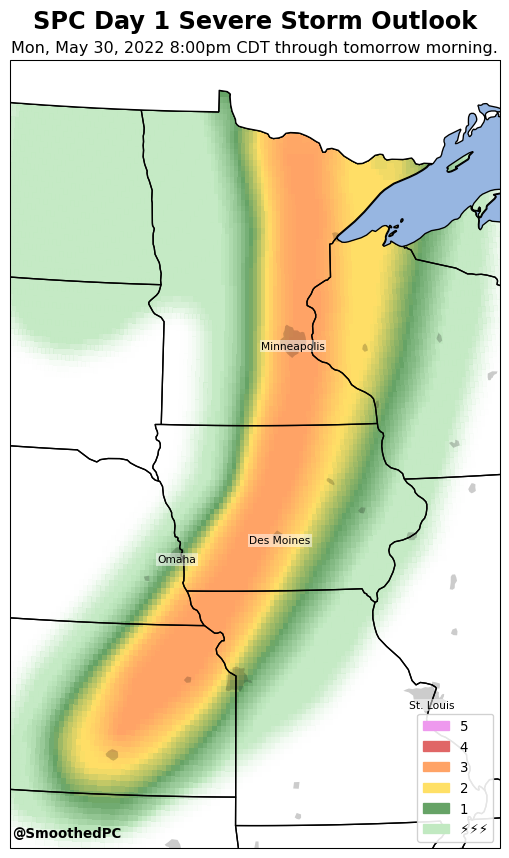 SPC Day 1 Severe Storm Outlook
Mon, May 30, 2022 8:00pm CDT through tomorrow morning.
Minneapolis
Des Moines
Omaha
St. Louis
5
4
3
2
1
⚡⚡⚡
@SmoothedPC